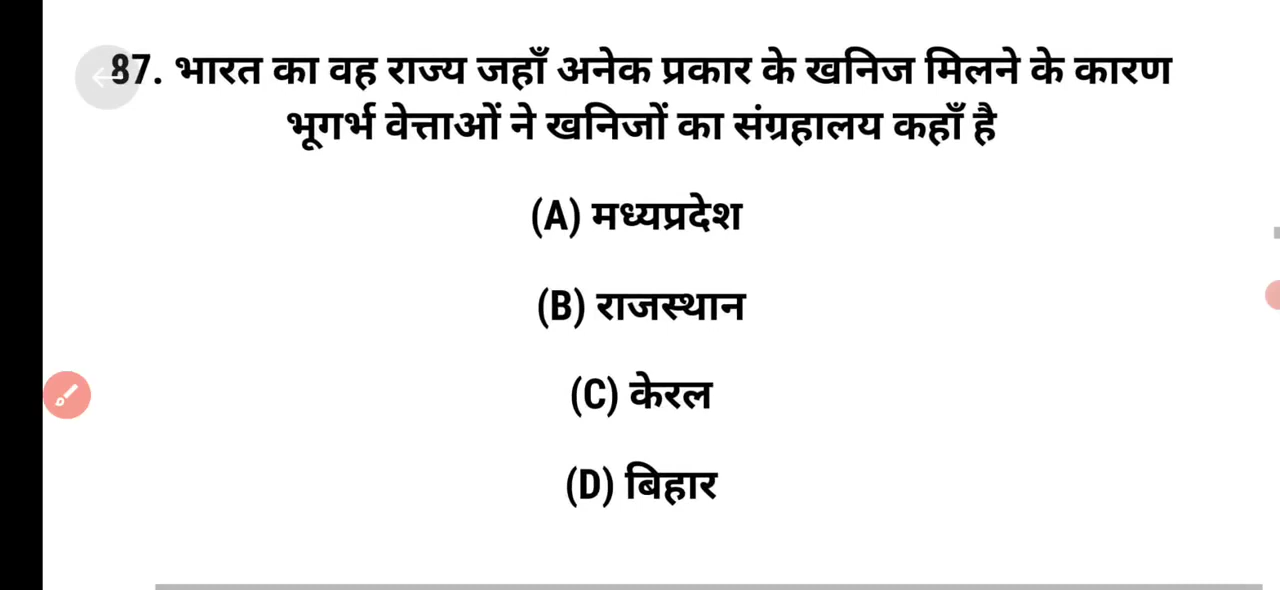 87. भारत का वह राज्य जहाँ अनेक प्रकार के खनिज मिलने के कारण
भूगर्भ वेत्ताओं ने खनिजों का संग्रहालय कहाँ है
(A) मध्यप्रदेश
(B) राजस्थान
(C) केरल
(D) बिहार